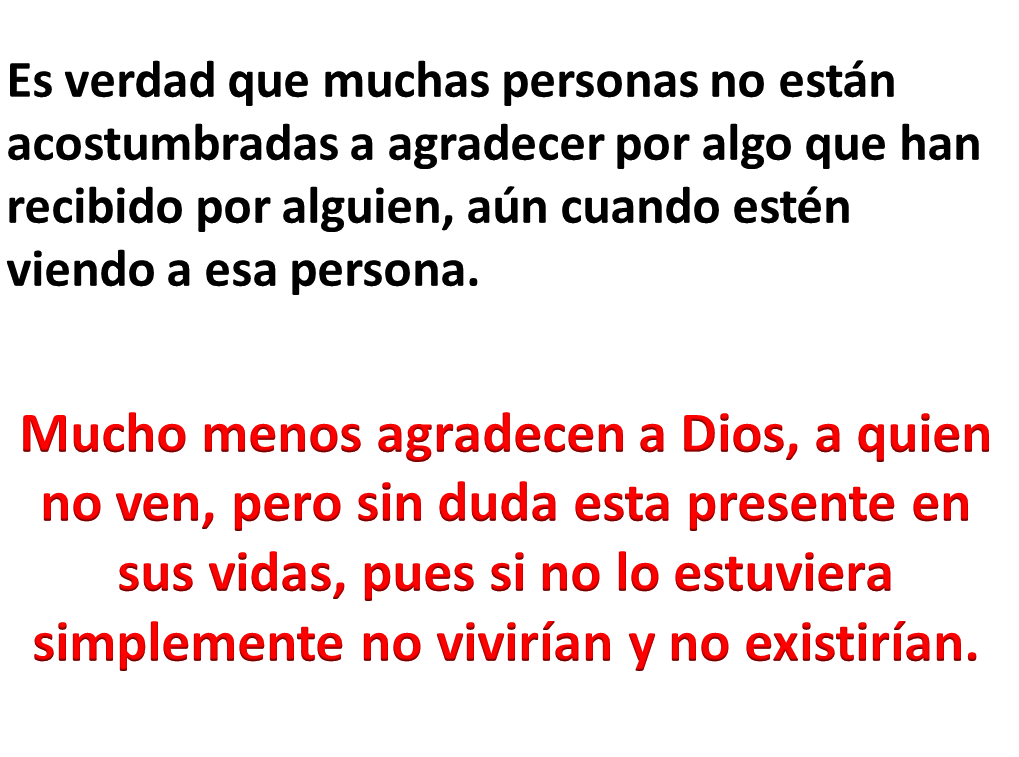 Es verdad que muchas personas no están
acostumbradas a agradecer por algo que han
recibido por alguien, aún cuando estén
viendo a esa persona.
Mucho menos agradecen a Dios, a quien
no ven, pero sin duda esta presente en
sus vidas, pues si no lo estuviera
simplemente no vivirían y no existirían.